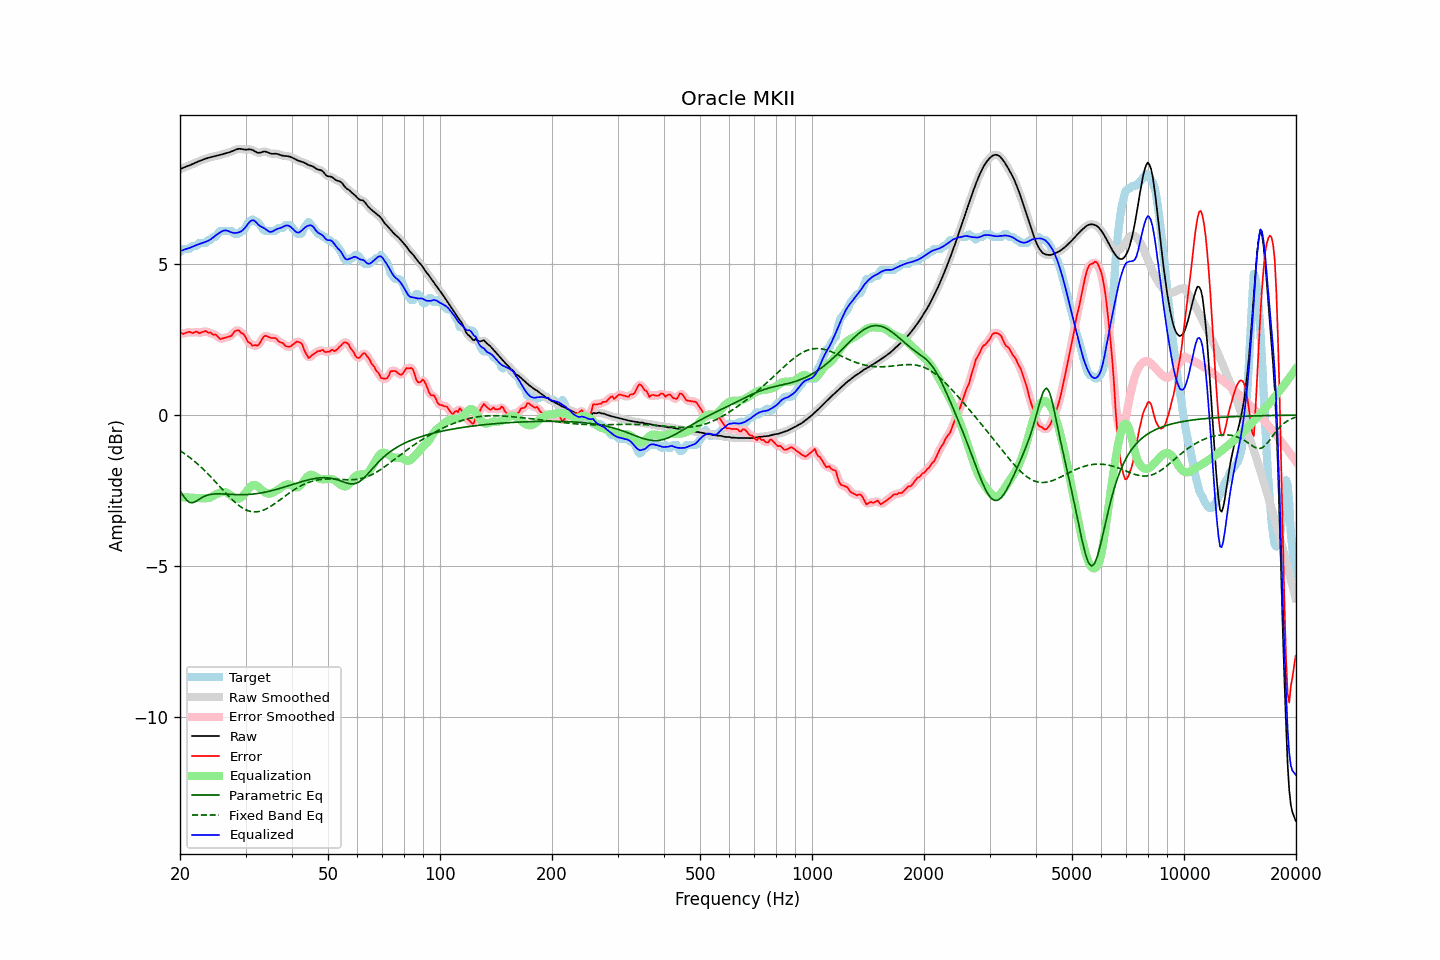 Oracle MKII
Amplitude (dBr)
5
0
−5
−10
Target
Raw Smoothed
Error Smoothed
Raw
Error
Equalization
Parametric Eq
Fixed Band Eq
Equalized
20 50 100 200 500 1000 2000 5000 10000 20000
Frequency (Hz)